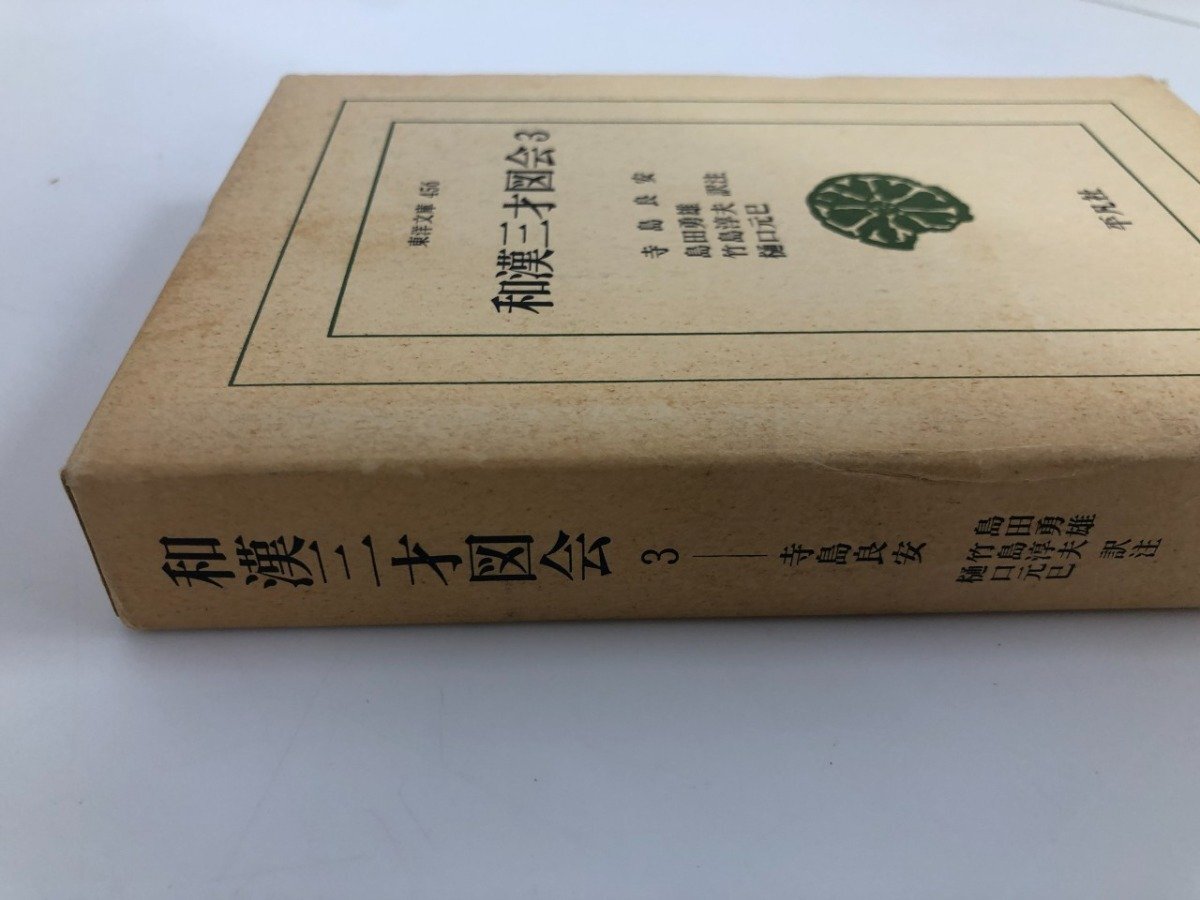 東洋文庫 456
和漢三才図会3
寺島良安
島田勇雄
竹島淳夫 訳注
樋口元巳
平凡社
和漢三才図会 3 ― 寺島良安
島田勇雄
竹島淳夫 訳注
樋口元巳